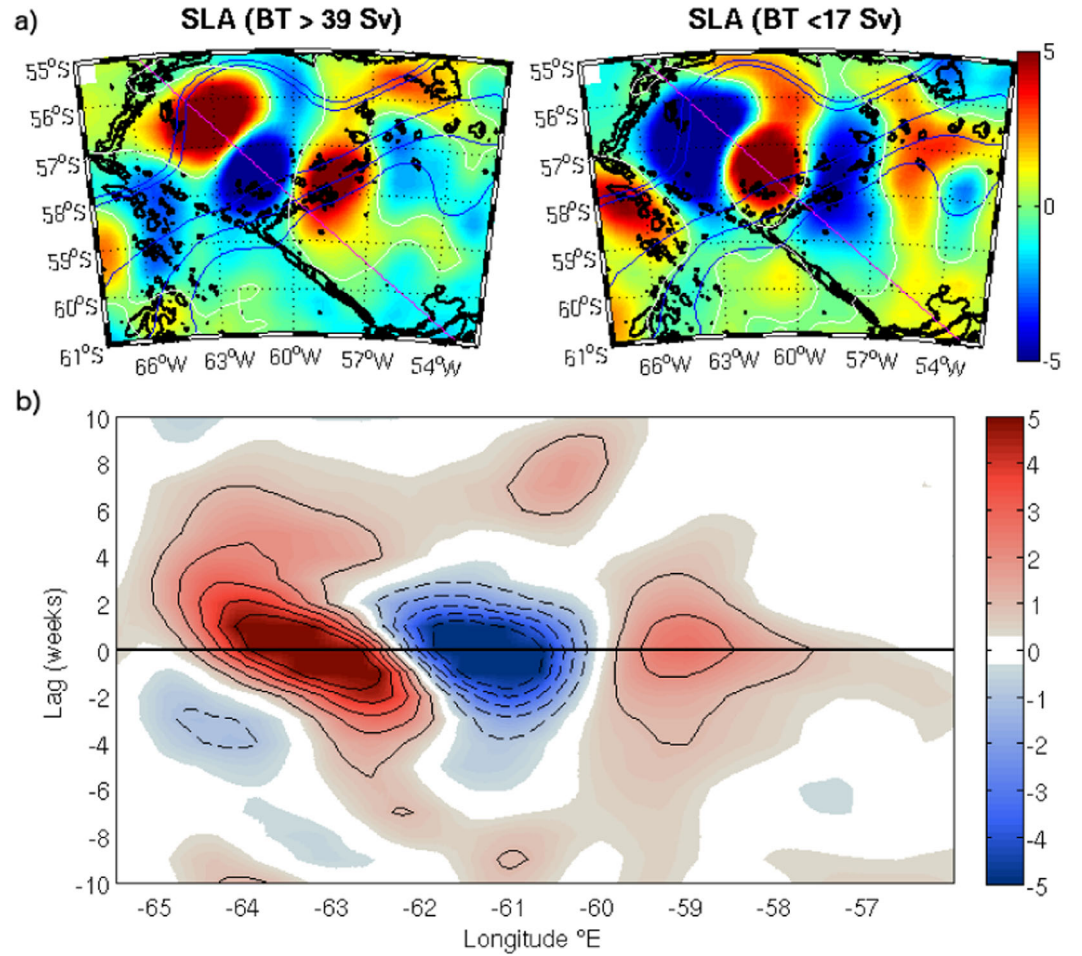 a)
SLA (BT > 39 Sv)
SLA (BT <17 Sv)
55°S
56°S
57°S
58°S
59°S
60°S
61°S
66°W
63°W
60°W
57°W
54°W
55°S
56°S
57°S
58°S
59°S
60°S
61°S
66°W
63°W
60°W
57°W
54°W
5
0
-5
b)
10
8
6
4
2
0
-2
-4
-6
-8
-10
Lag (weeks)
-65
-64
-63
-62
-61
-60
-59
-58
-57
Longitude ºE
5
4
3
2
1
0
-1
-2
-3
-4
-5